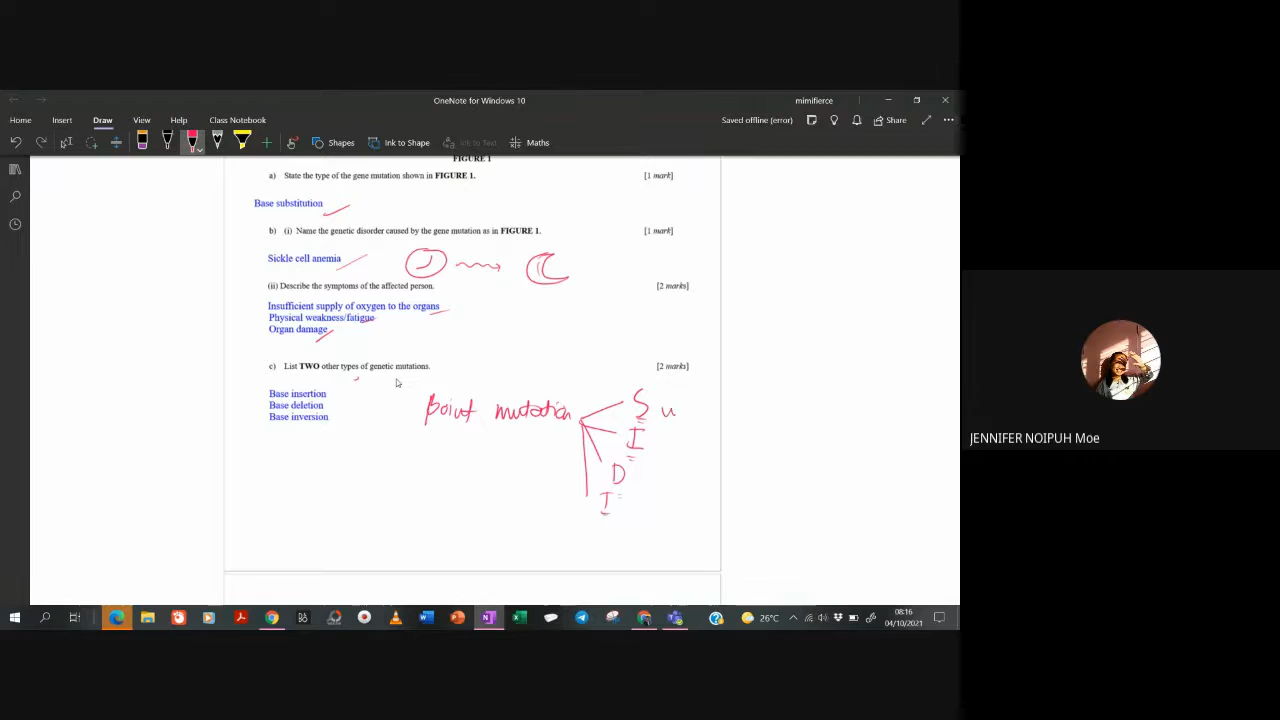 OneNote for Windows 10
mimifierce
Home Insert Draw View Help Class Notebook
Saved offline (error)
Share
Shapes Ink to Shape Ink to Text Maths
FIGURE 1
a) State the type of the gene mutation shown in FIGURE 1. [1 mark]
Base substitution
b) (i) Name the genetic disorder caused by the gene mutation as in FIGURE 1. [1 mark]
Sickle cell anemia
(ii) Describe the symptoms of the affected person. [2 marks]
Insufficient supply of oxygen to the organs
Physical weakness/fatigue
Organ damage
c) List TWO other types of genetic mutations. [2 marks]
Base insertion
Base deletion
Base inversion
point mutation
S u
I
D
I
JENNIFER NOIPUH Moe
26°C
08:16
04/10/2021